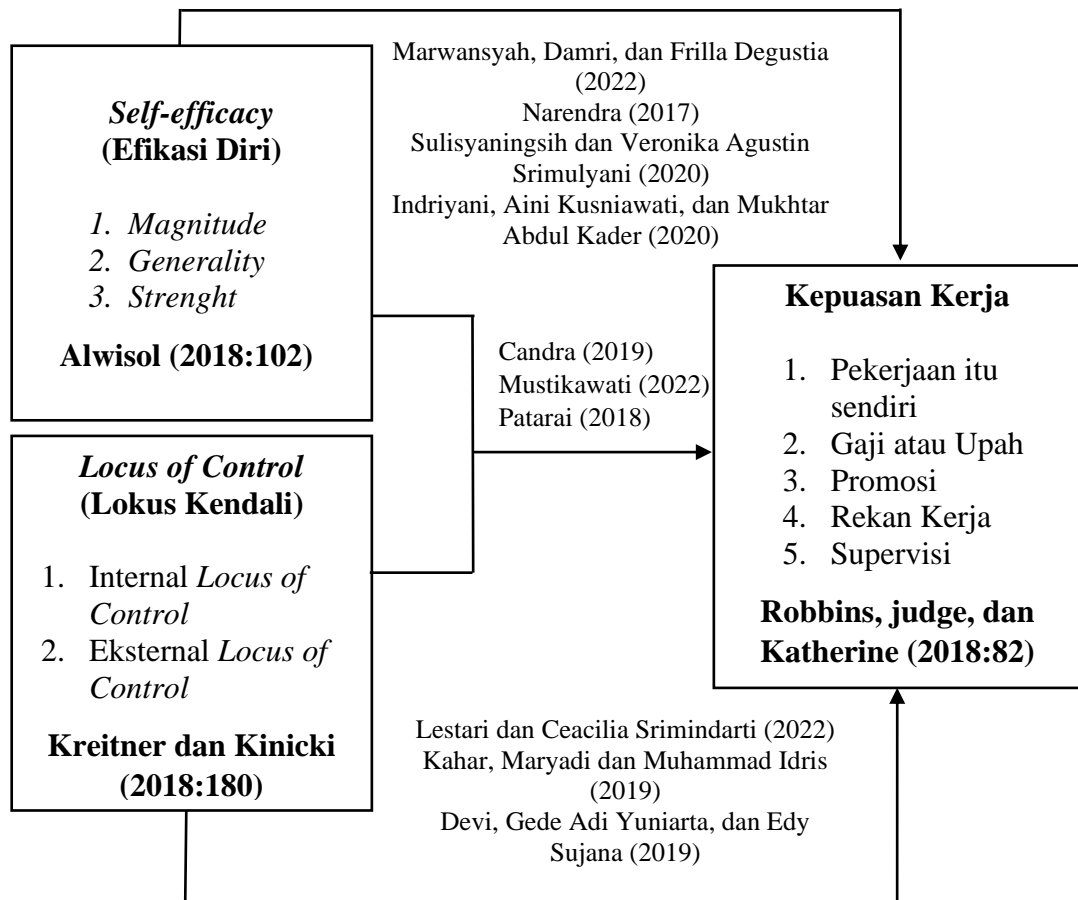 Self-efficacy
(Efikasi Diri)
1. Magnitude
2. Generality
3. Strenght
Alwisol (2018:102)
Marwansyah, Damri, dan Frilla Degustia
(2022)
Narendra (2017)
Sulisyaningsih dan Veronika Agustin
Srimulyani (2020)
Indriyani, Aini Kusniawati, dan Mukhtar
Abdul Kader (2020)
Candra (2019)
Mustikawati (2022)
Patarai (2018)
Kepuasan Kerja
1. Pekerjaan itu
sendiri
2. Gaji atau Upah
3. Promosi
4. Rekan Kerja
5. Supervisi
Robbins, judge, dan
Katherine (2018:82)
Locus of Control
(Lokus Kendali)
1. Internal Locus of
Control
2. Eksternal Locus of
Control
Kreitner dan Kinicki
(2018:180)
Lestari dan Ceacilia Srimindarti (2022)
Kahar, Maryadi dan Muhammad Idris
(2019)
Devi, Gede Adi Yuniarta, dan Edy
Sujana (2019)